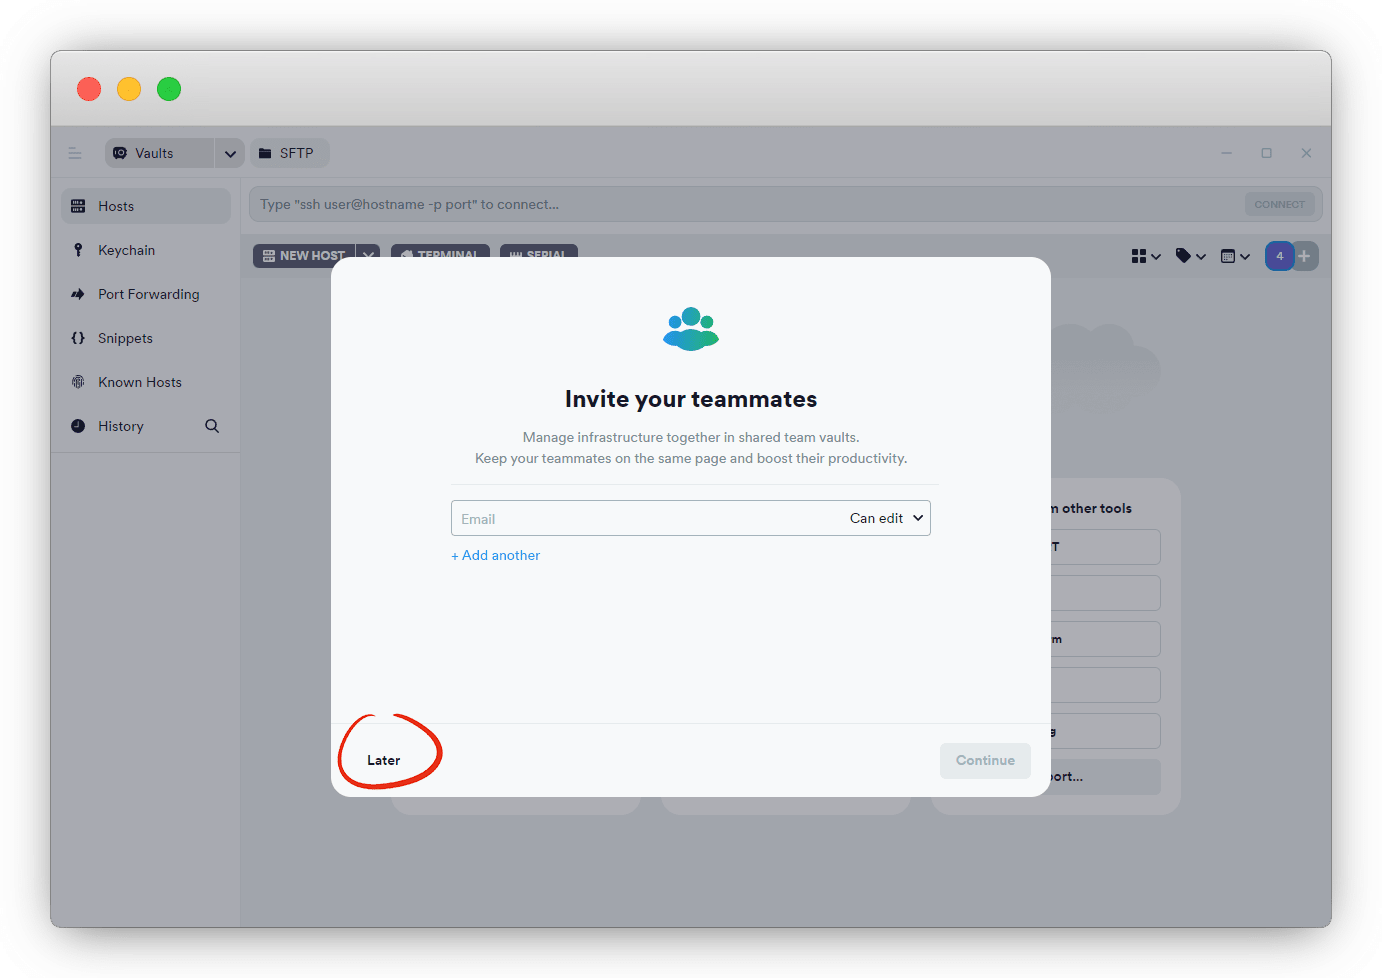 Vaults
SFTP
Hosts
Keychain
Port Forwarding
Snippets
Known Hosts
History
Type "ssh user@hostname -p port" to connect...
CONNECT
NEW HOST
TERMINAL
SERIAL
4
+
Invite your teammates
Manage infrastructure together in shared team vaults.
Keep your teammates on the same page and boost their productivity.
Email
Can edit
+ Add another
Later
Continue
other tools